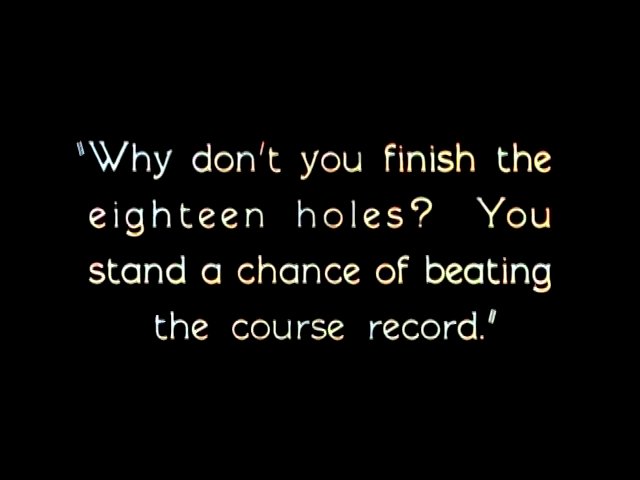 "Why don't you finish the
eighteen holes? You
stand a chance of beating
the course record."